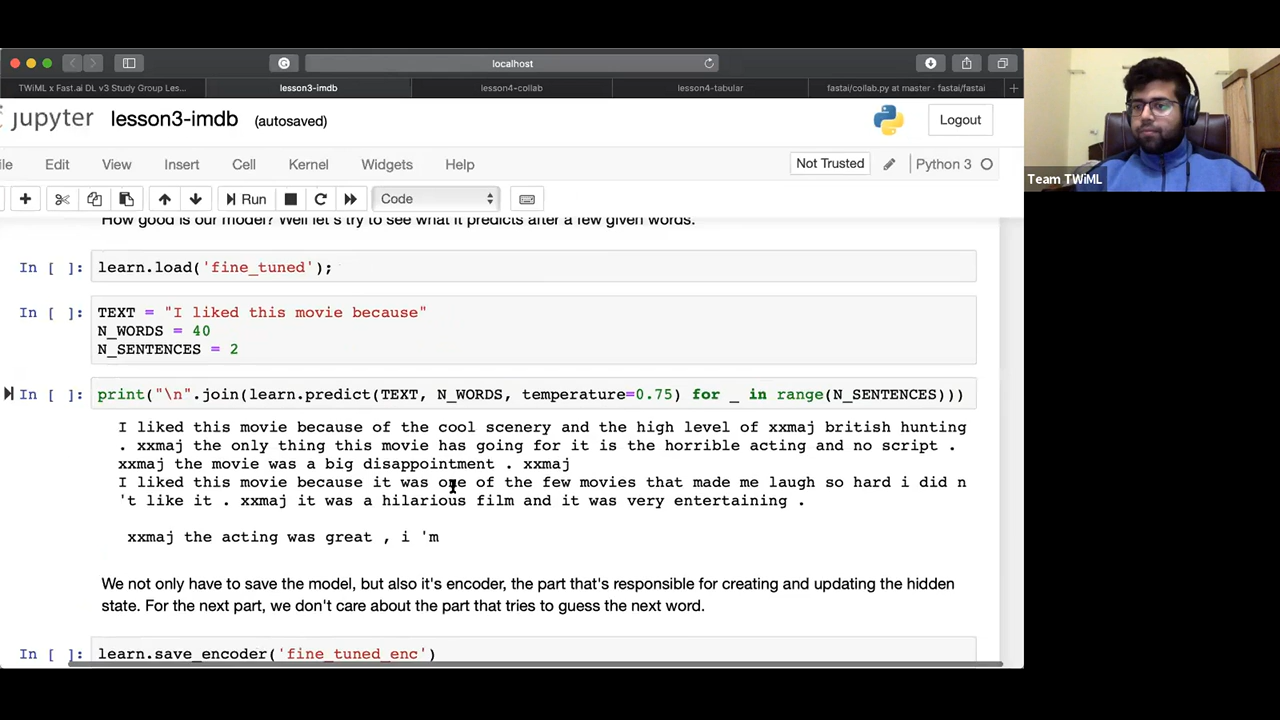 localhost
TWiML x Fast.ai DL v3 Study Group Les...
lesson3-imdb
lesson4-collab
lesson4-tabular
fastai/collab.py at master · fastai/fastai
jupyter lesson3-imdb (autosaved)
Logout
ile Edit View Insert Cell Kernel Widgets Help
Not Trusted
Python 3
Run
Code
How good is our model? Well let's try to see what it predicts after a few given words.
In [ ]: learn.load('fine_tuned');
In [ ]: TEXT = "I liked this movie because"
N_WORDS = 40
N_SENTENCES = 2
In [ ]: print("\n".join(learn.predict(TEXT, N_WORDS, temperature=0.75) for _ in range(N_SENTENCES)))
I liked this movie because of the cool scenery and the high level of xxmaj british hunting
. xxmaj the only thing this movie has going for it is the horrible acting and no script .
xxmaj the movie was a big disappointment . xxmaj
I liked this movie because it was one of the few movies that made me laugh so hard i did n
't like it . xxmaj it was a hilarious film and it was very entertaining .
xxmaj the acting was great , i 'm
We not only have to save the model, but also it's encoder, the part that's responsible for creating and updating the hidden
state. For the next part, we don't care about the part that tries to guess the next word.
In [ ]: learn.save_encoder('fine_tuned_enc')
Team TWiML